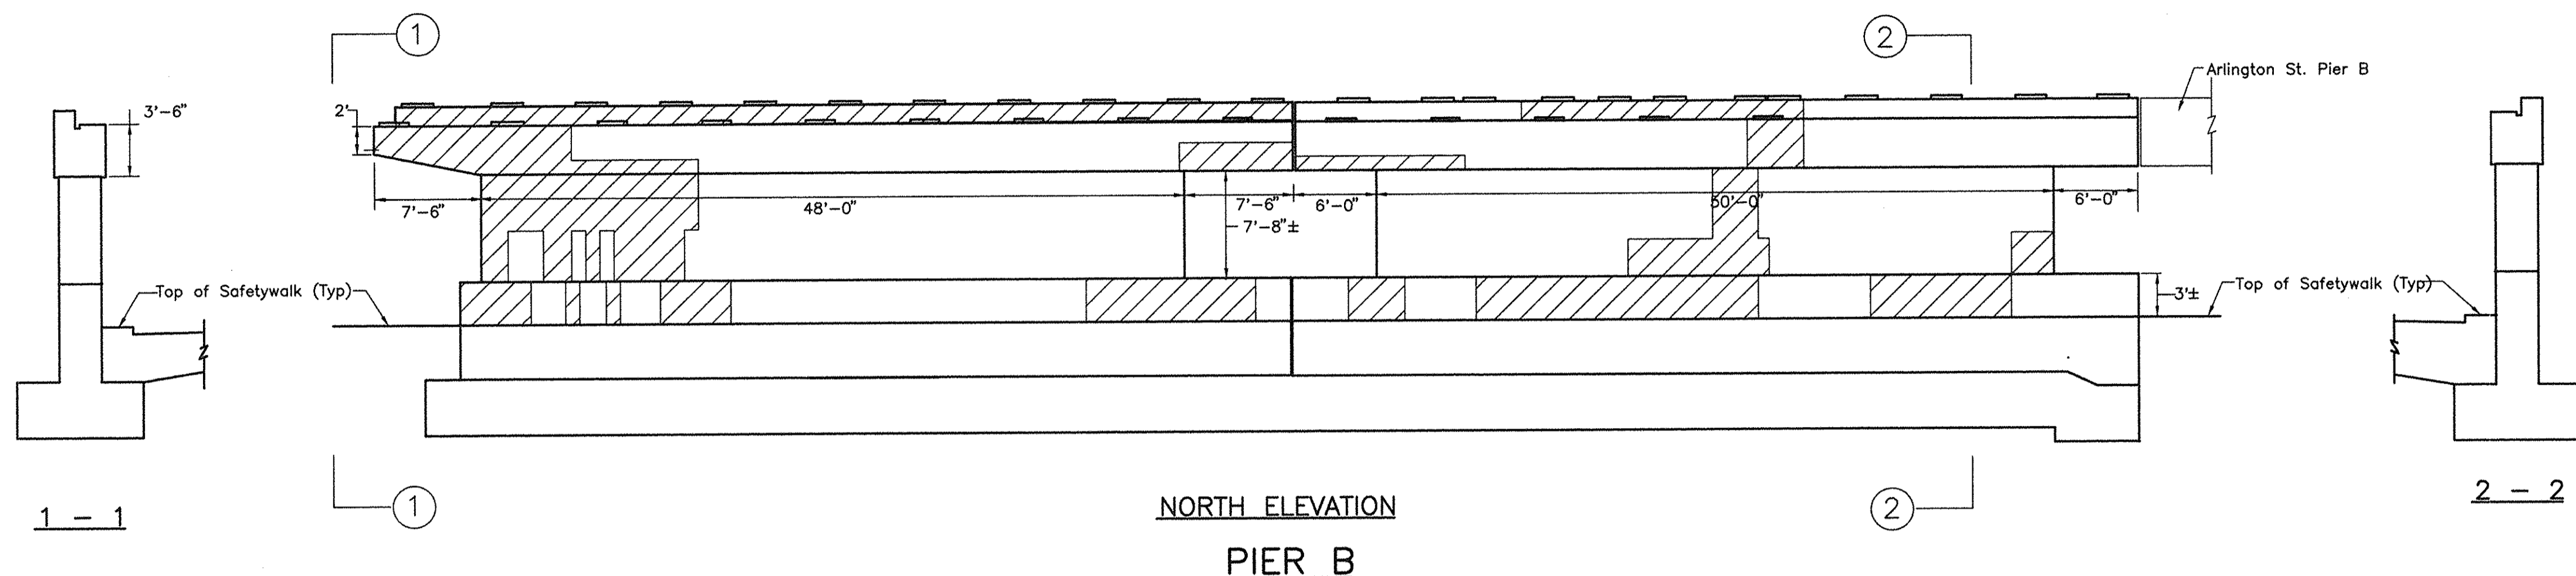 1
2
Arlington St. Pier B
3'-6"
2'
7'-6"
48'-0"
7'-6"
6'-0"
50'-0"
6'-0"
7'-8"±
Top of Safetywalk (Typ)
3'±
Top of Safetywalk (Typ)
1 - 1
1
NORTH ELEVATION
2
2 - 2
PIER B